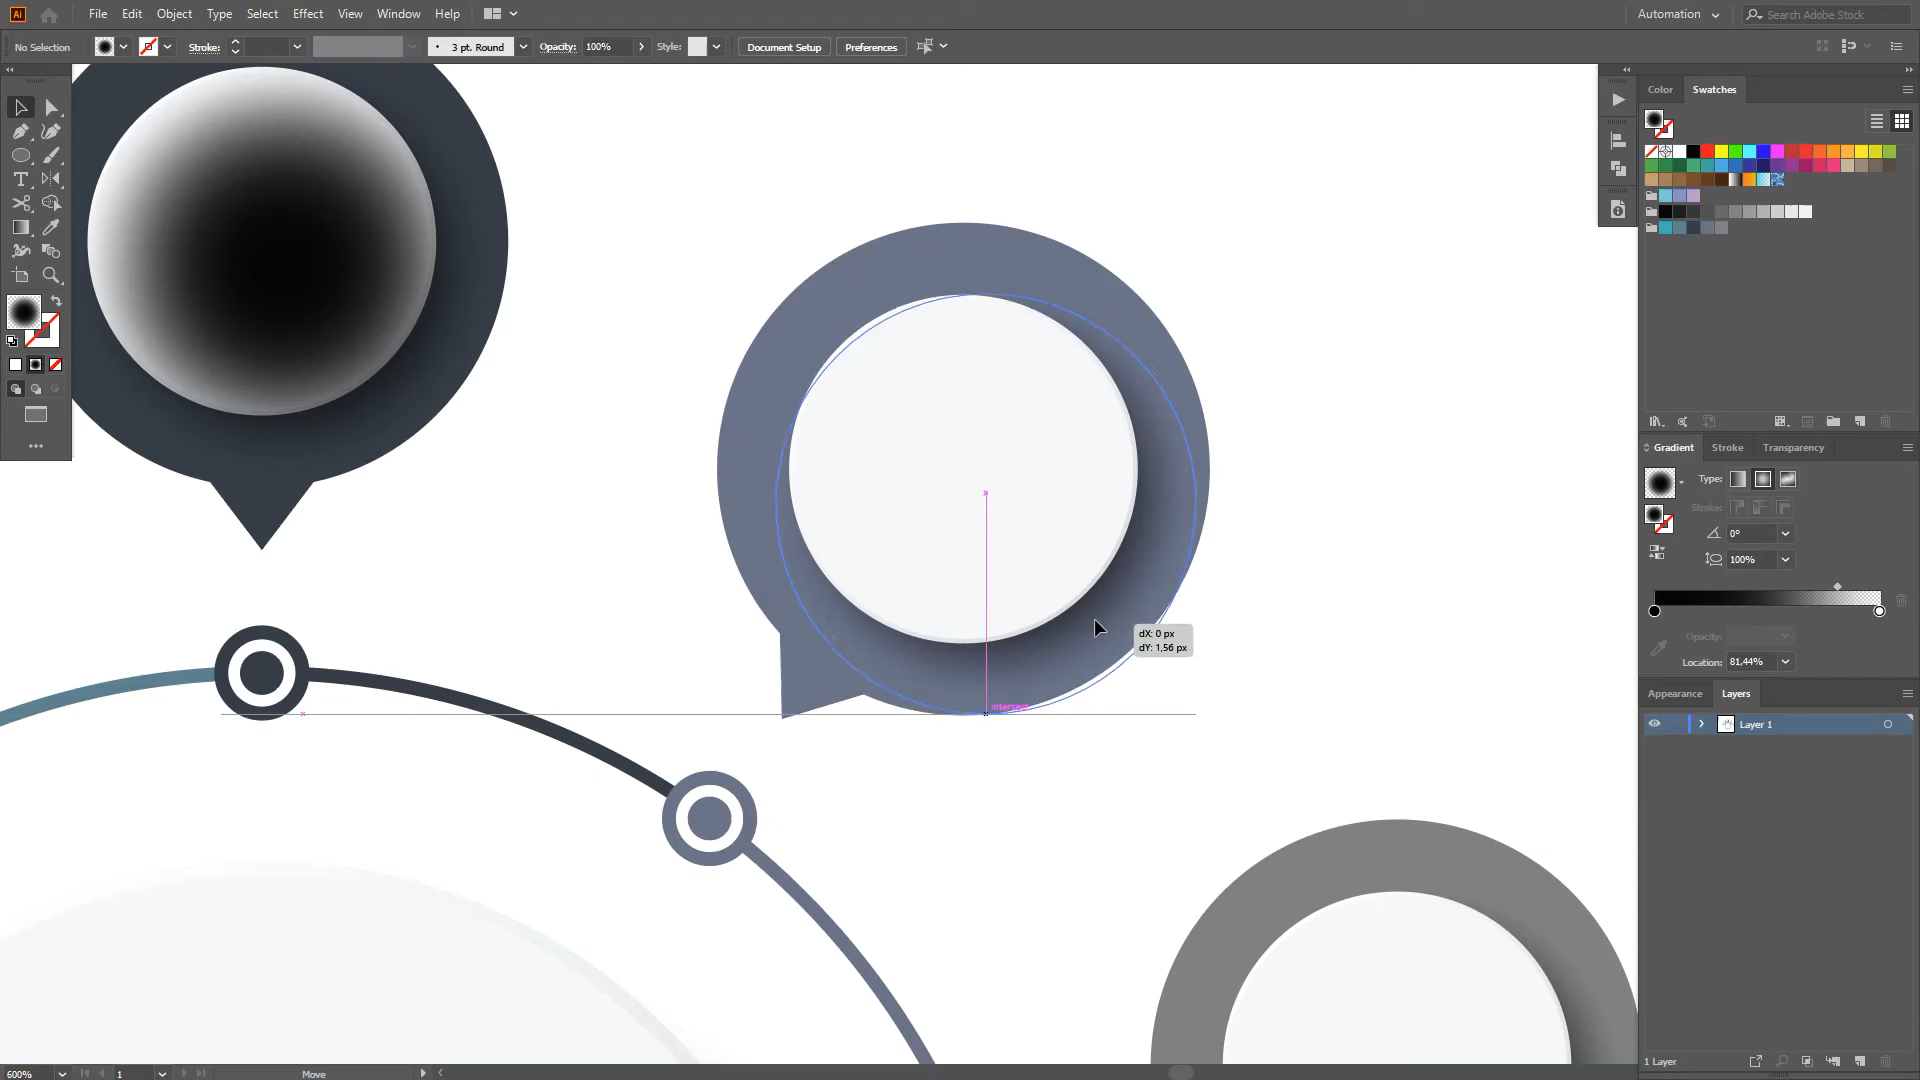 Ai File Edit Object Type Select Effect View Window Help Automation Search Adobe Stock
No Selection Stroke: 3 pt. Round Opacity: 100% Style: Document Setup Preferences
Color Swatches
Gradient Stroke Transparency
Type:
Stroke:
0°
100%
dX: 0 px
dY: 1,56 px
Opacity:
Location: 81,44%
Appearance Layers
intersect
Layer 1
1 Layer
600% 1 Move